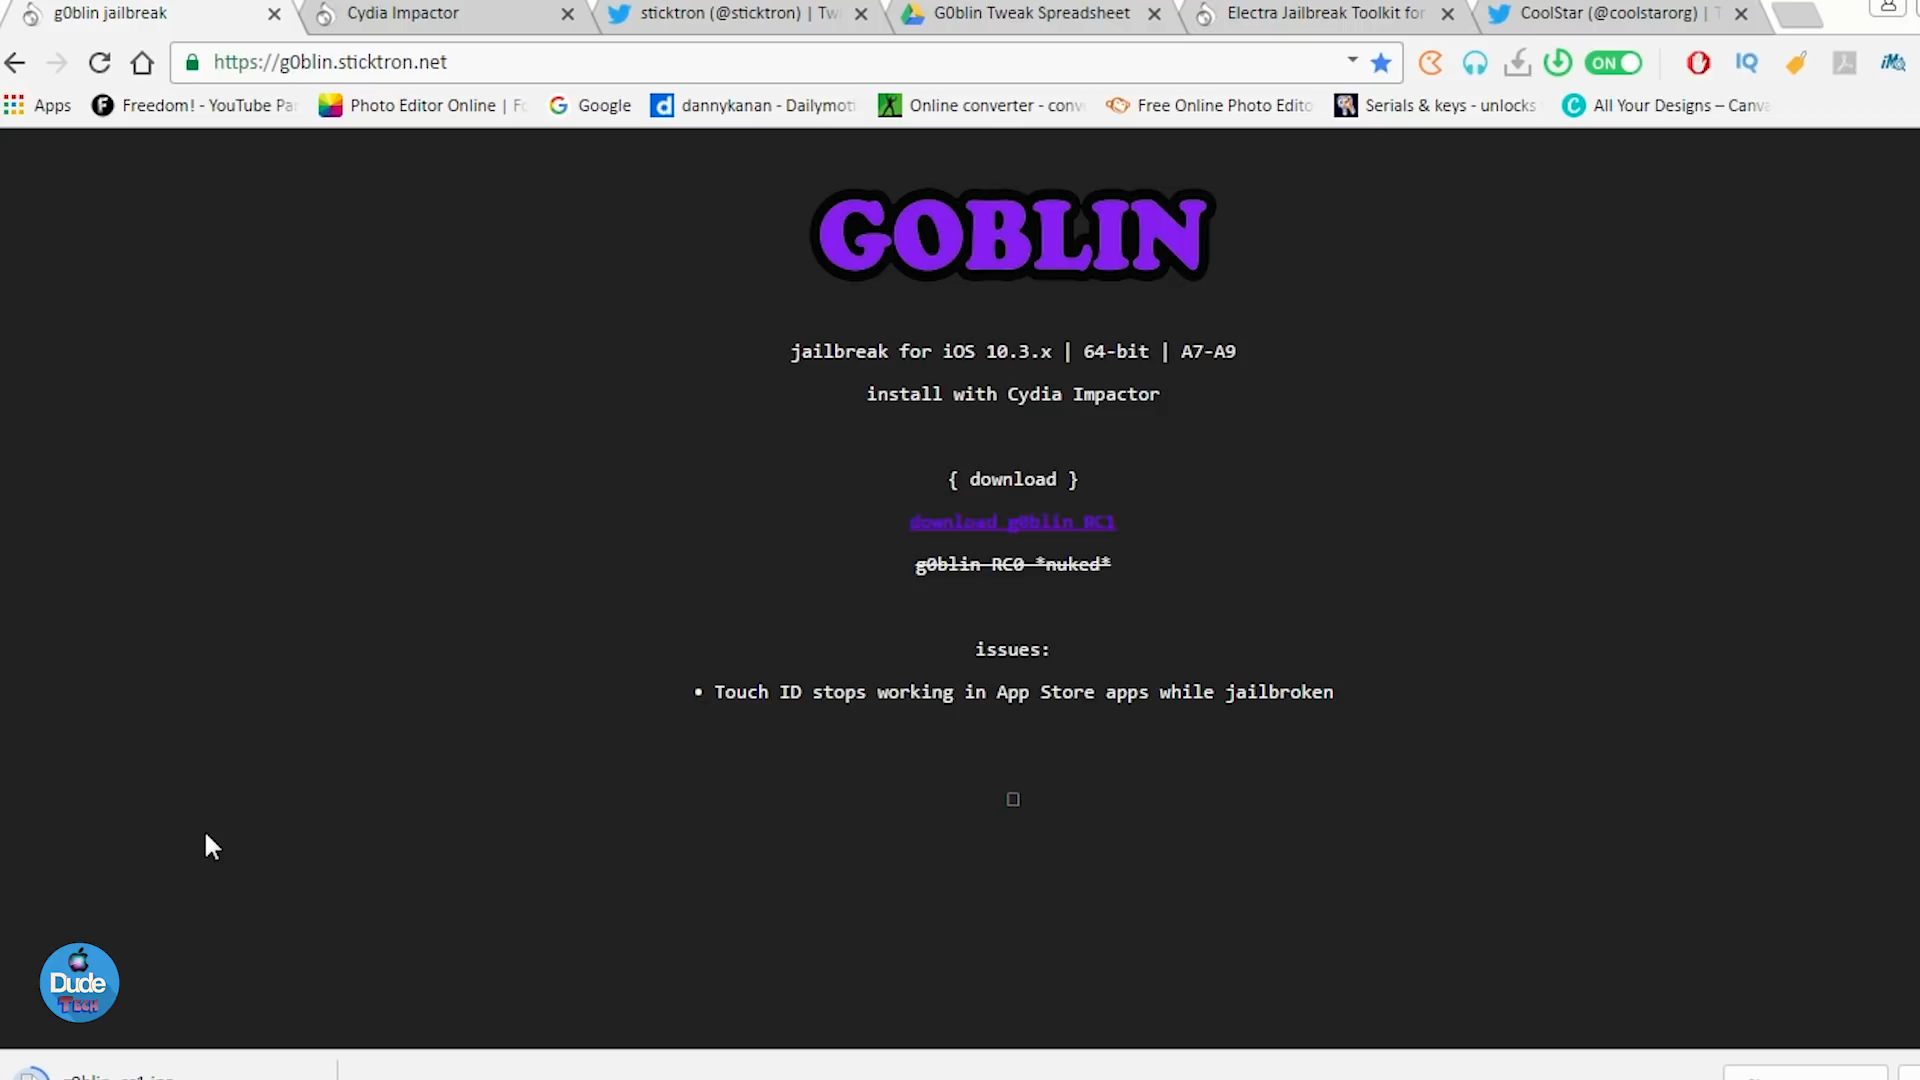 g0blin jailbreak
Cydia Impactor
sticktron (@sticktron) | Tw
G0blin Tweak Spreadsheet
Electra Jailbreak Toolkit for
CoolStar (@coolstarorg) | T
https://g0blin.sticktron.net
ON
IQ
Apps
Freedom! - YouTube Pa
Photo Editor Online | Fo
Google
dannykanan - Dailymoti
Online converter - conv
Free Online Photo Edito
Serials & keys - unlocks
All Your Designs – Canva
GOBLIN
jailbreak for iOS 10.3.x | 64-bit | A7-A9
install with Cydia Impactor
{ download }
download g0blin RC1
g0blin RC0 *nuked*
issues:
• Touch ID stops working in App Store apps while jailbroken
Dude
TECH